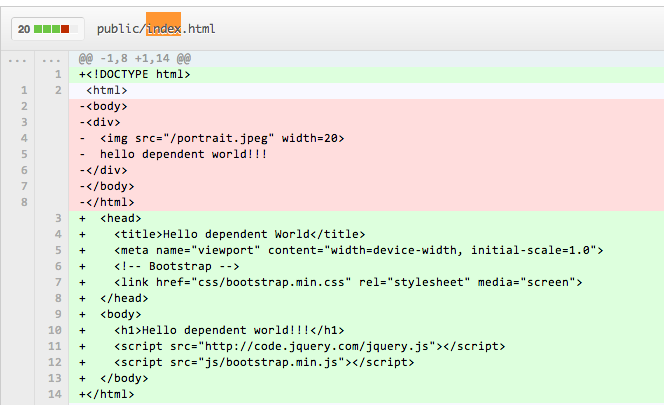 20 public/index.html
... ... @@ -1,8 +1,14 @@
1 +<!DOCTYPE html>
1 2 <html>
2 -<body>
3 -<div>
4 -  <img src="/portrait.jpeg" width=20>
5 -  hello dependent world!!!
6 -</div>
7 -</body>
8 -</html>
3 +  <head>
4 +    <title>Hello dependent World</title>
5 +    <meta name="viewport" content="width=device-width, initial-scale=1.0">
6 +    <!-- Bootstrap -->
7 +    <link href="css/bootstrap.min.css" rel="stylesheet" media="screen">
8 +  </head>
9 +  <body>
10 +    <h1>Hello dependent world!!!</h1>
11 +    <script src="http://code.jquery.com/jquery.js"></script>
12 +    <script src="js/bootstrap.min.js"></script>
13 +  </body>
14 +</html>